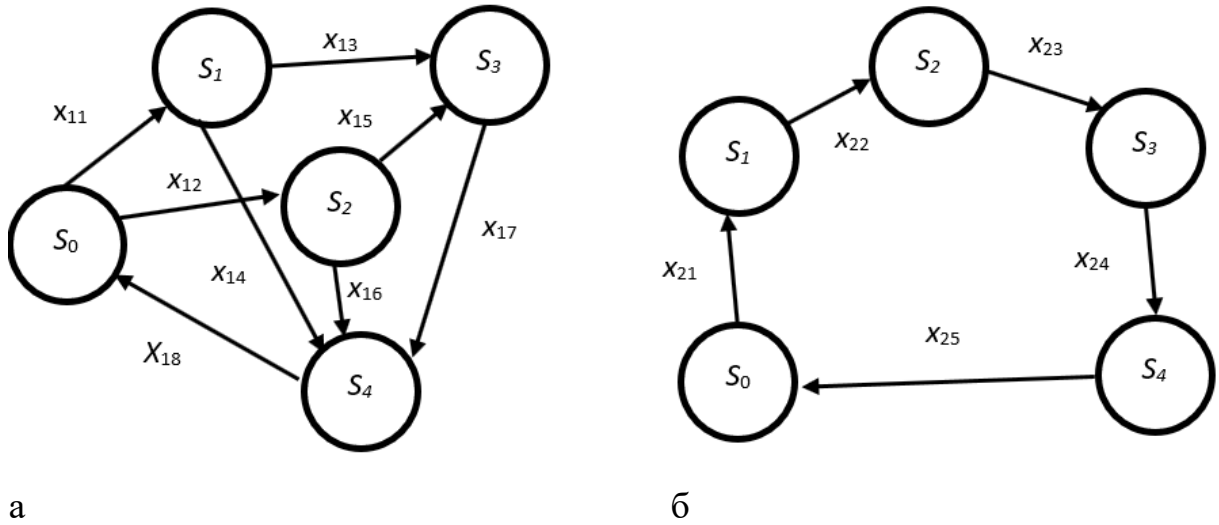 S₁
x₁₃
S₃
x₁₁
x₁₅
x₁₂
S₂
S₀
x₁₇
x₁₄
x₁₆
X₁₈
S₄
а
S₂
x₂₃
S₁
x₂₂
S₃
x₂₁
x₂₄
x₂₅
S₀
S₄
б